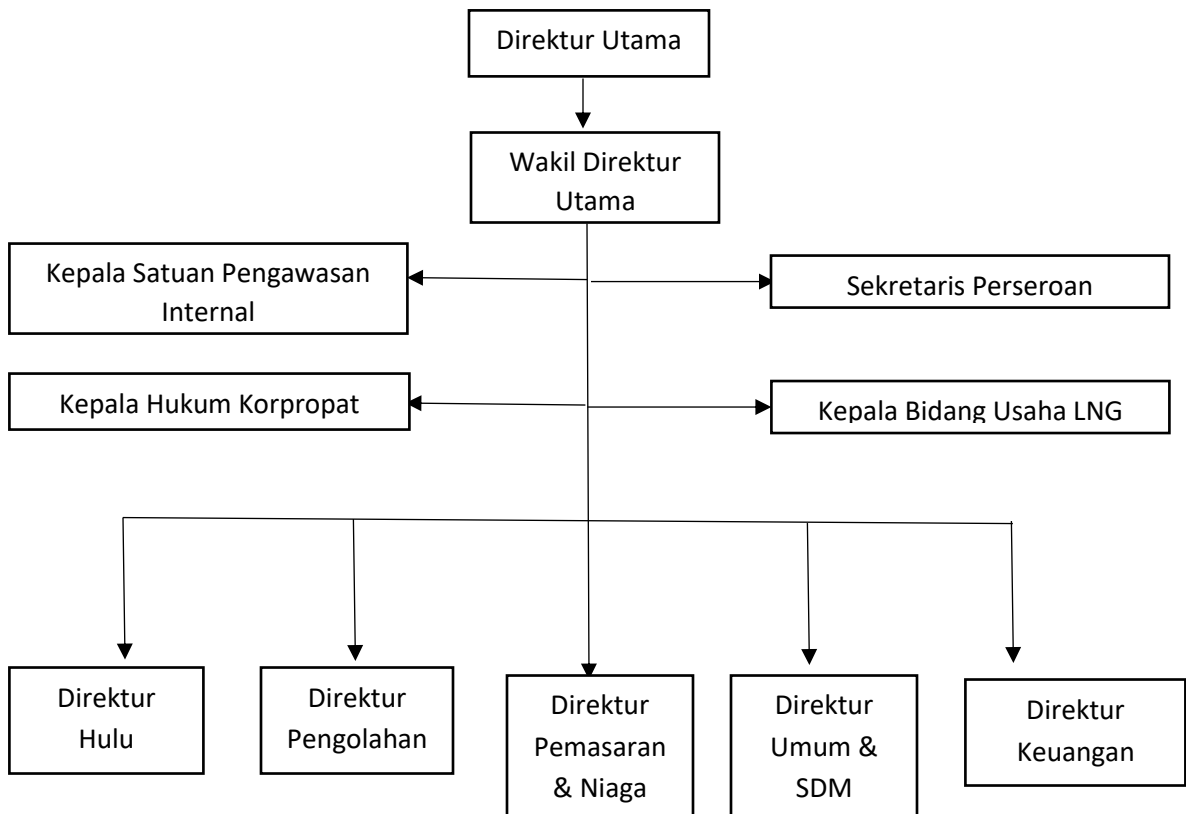 Direktur Utama
Wakil Direktur
Utama
Kepala Satuan Pengawasan
Internal
Sekretaris Perseroan
Kepala Hukum Korpropat
Kepala Bidang Usaha LNG
Direktur
Hulu
Direktur
Pengolahan
Direktur
Pemasaran
& Niaga
Direktur
Umum &
SDM
Direktur
Keuangan